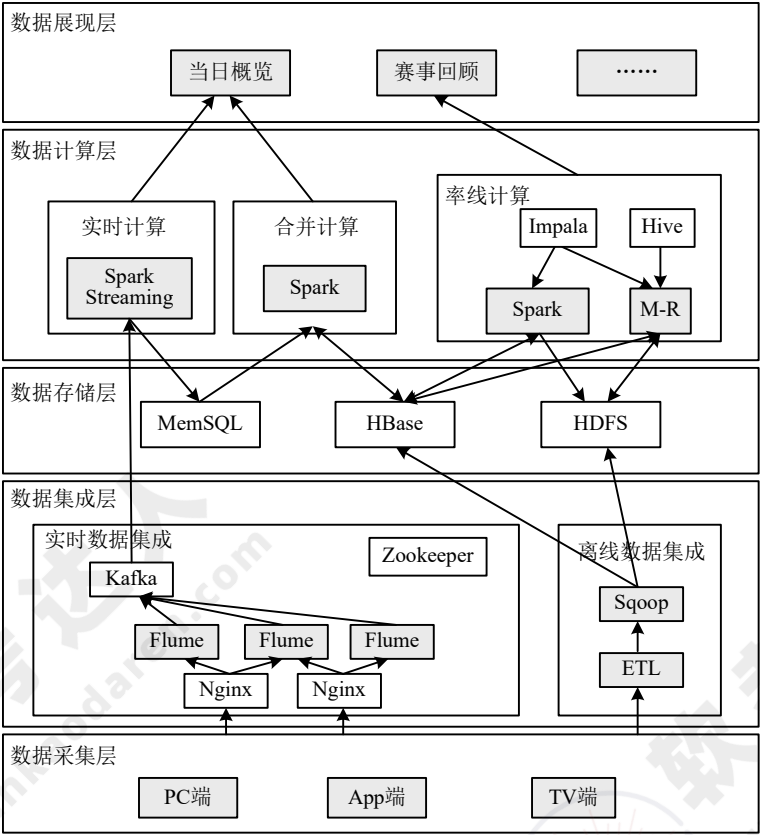 数据展现层
当日概览
赛事回顾
……
数据计算层
实时计算
Spark
Streaming
合并计算
Spark
率线计算
Impala
Hive
Spark
M-R
数据存储层
MemSQL
HBase
HDFS
数据集成层
实时数据集成
Zookeeper
Kafka
Flume
Flume
Flume
Nginx
Nginx
离线数据集成
Sqoop
ETL
数据采集层
PC端
App端
TV端